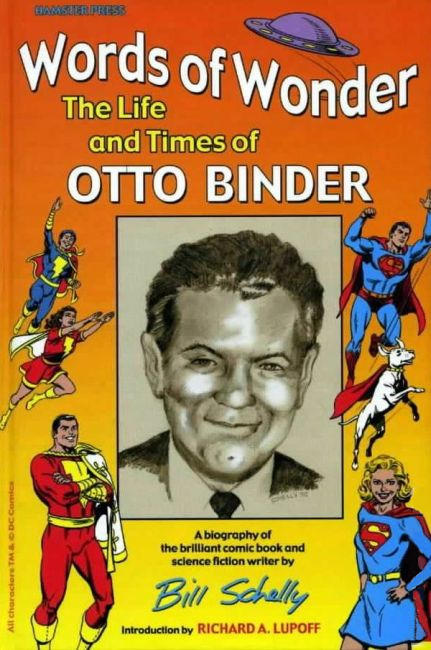 HAMSTER PRESS
Words of Wonder
The Life
and Times of
OTTO BINDER
A biography of
the brilliant comic book and
science fiction writer by
Bill Schelly
Introduction by RICHARD A. LUPOFF
All characters TM & © DC Comics